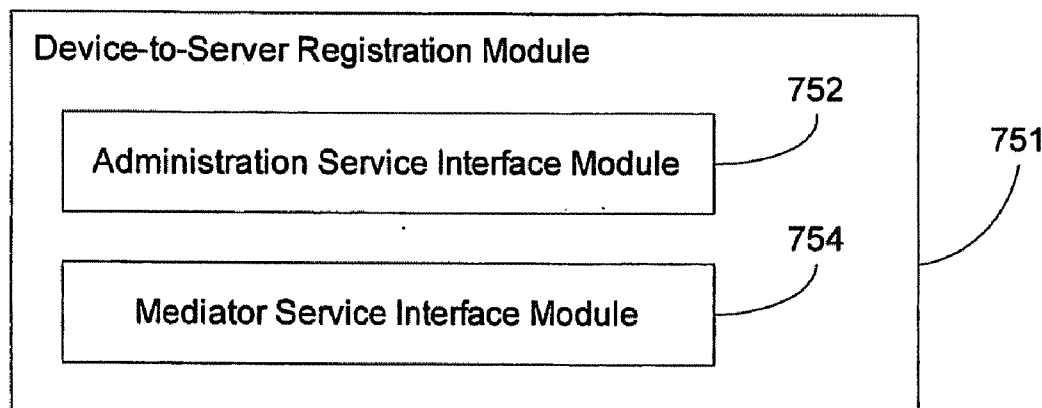 Device-to-Server Registration Module
752
Administration Service Interface Module
751
754
Mediator Service Interface Module